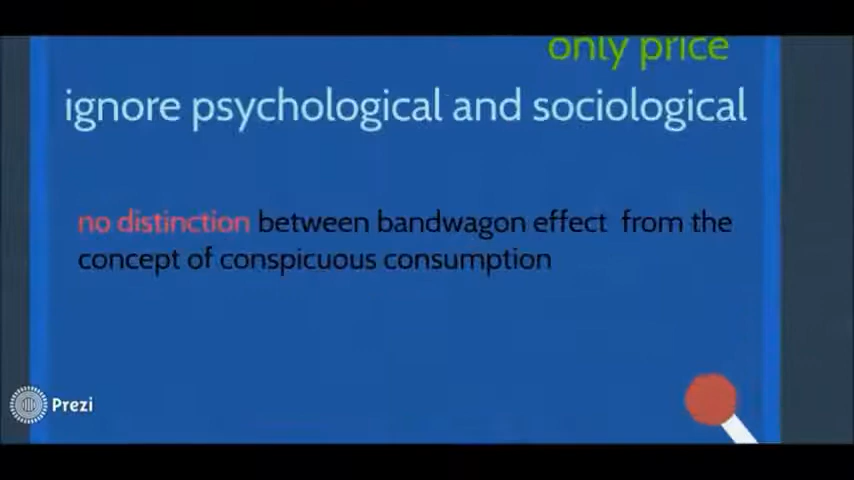 only price
ignore psychological and sociological
no distinction between bandwagon effect from the
concept of conspicuous consumption
Prezi